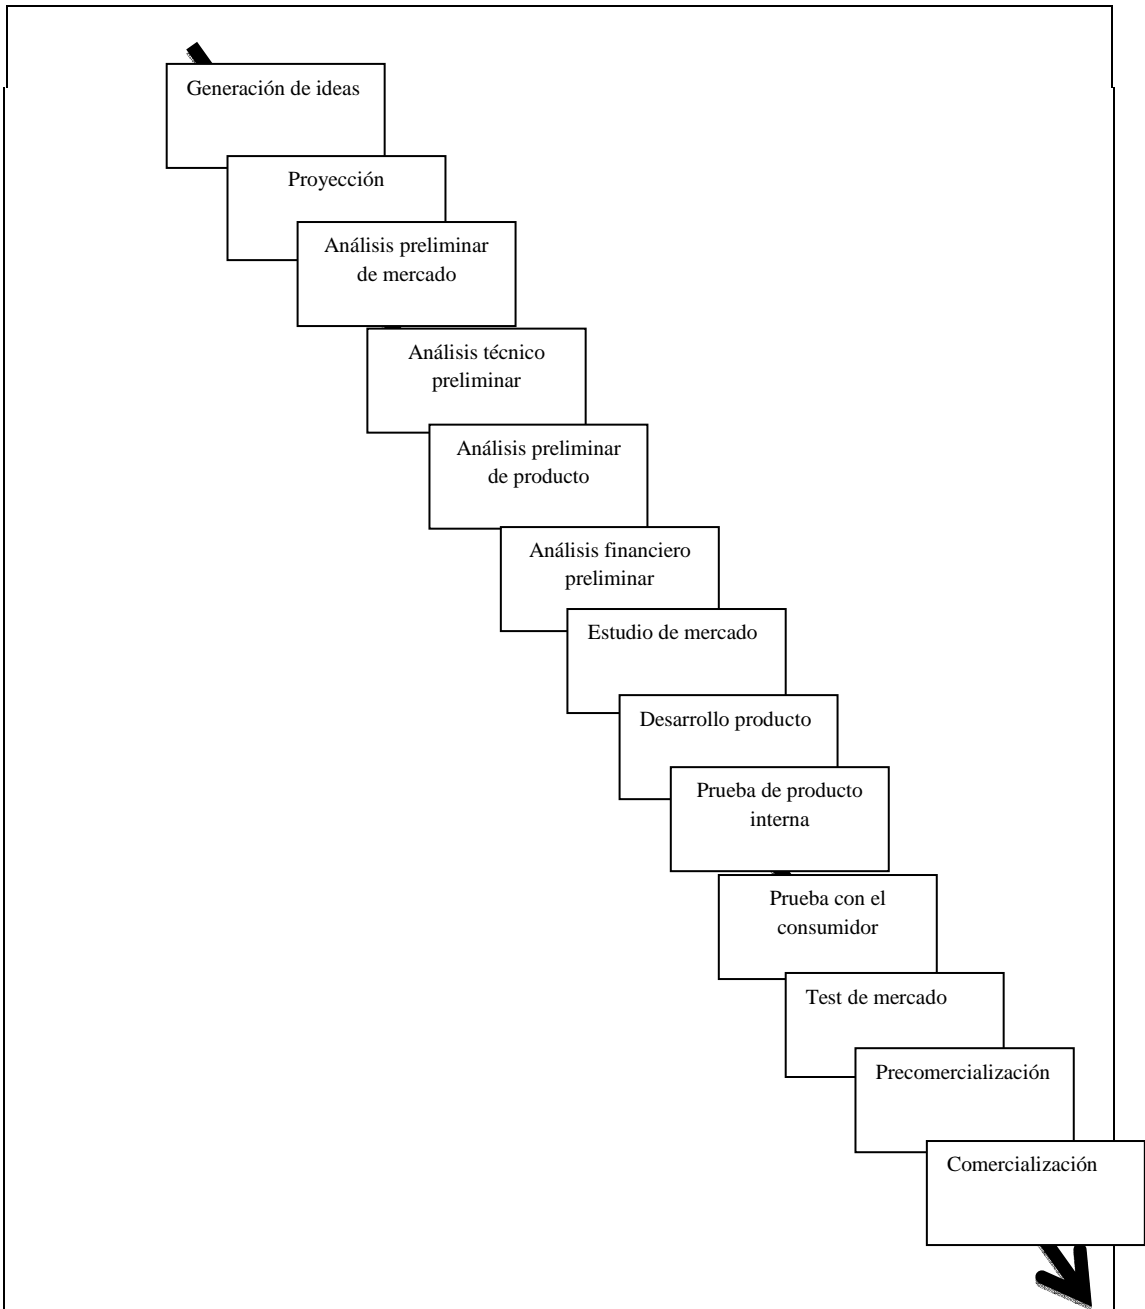 Generación de ideas
Proyección
Análisis preliminar
de mercado
Análisis técnico
preliminar
Análisis preliminar
de producto
Análisis financiero
preliminar
Estudio de mercado
Desarrollo producto
Prueba de producto
interna
Prueba con el
consumidor
Test de mercado
Precomercialización
Comercialización